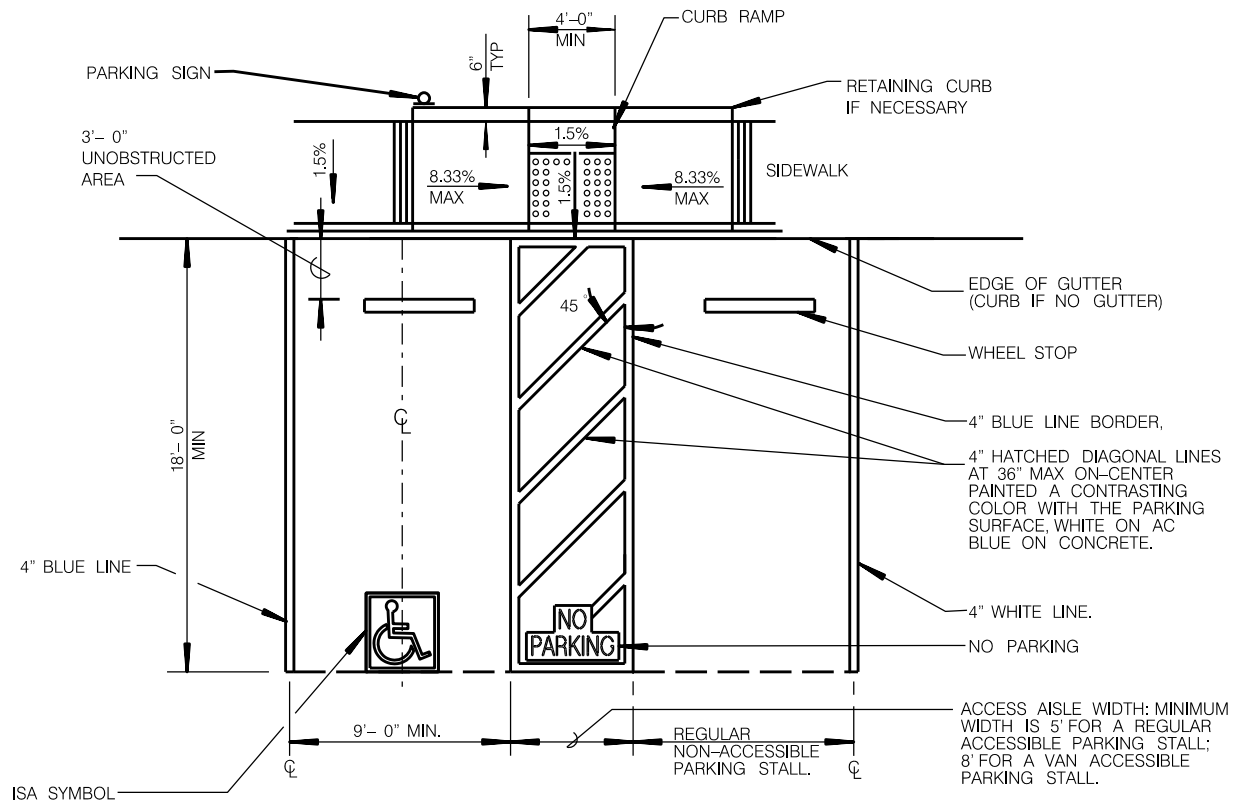 4'-0"
MIN
CURB RAMP
PARKING SIGN
6"
TYP
RETAINING CURB
IF NECESSARY
3'- 0"
UNOBSTRUCTED
AREA
1.5%
1.5%
8.33%
MAX
1.5%
8.33%
MAX
SIDEWALK
EDGE OF GUTTER
(CURB IF NO GUTTER)
45°
WHEEL STOP
℄
18'- 0"
MIN
4" BLUE LINE BORDER,
4" HATCHED DIAGONAL LINES
AT 36" MAX ON-CENTER
PAINTED A CONTRASTING
COLOR WITH THE PARKING
SURFACE, WHITE ON AC
BLUE ON CONCRETE.
4" BLUE LINE
4" WHITE LINE.
NO
PARKING
NO PARKING
9'- 0" MIN.
REGULAR
NON-ACCESSIBLE
PARKING STALL.
ACCESS AISLE WIDTH: MINIMUM
WIDTH IS 5' FOR A REGULAR
ACCESSIBLE PARKING STALL;
8' FOR A VAN ACCESSIBLE
PARKING STALL.
℄
℄
ISA SYMBOL